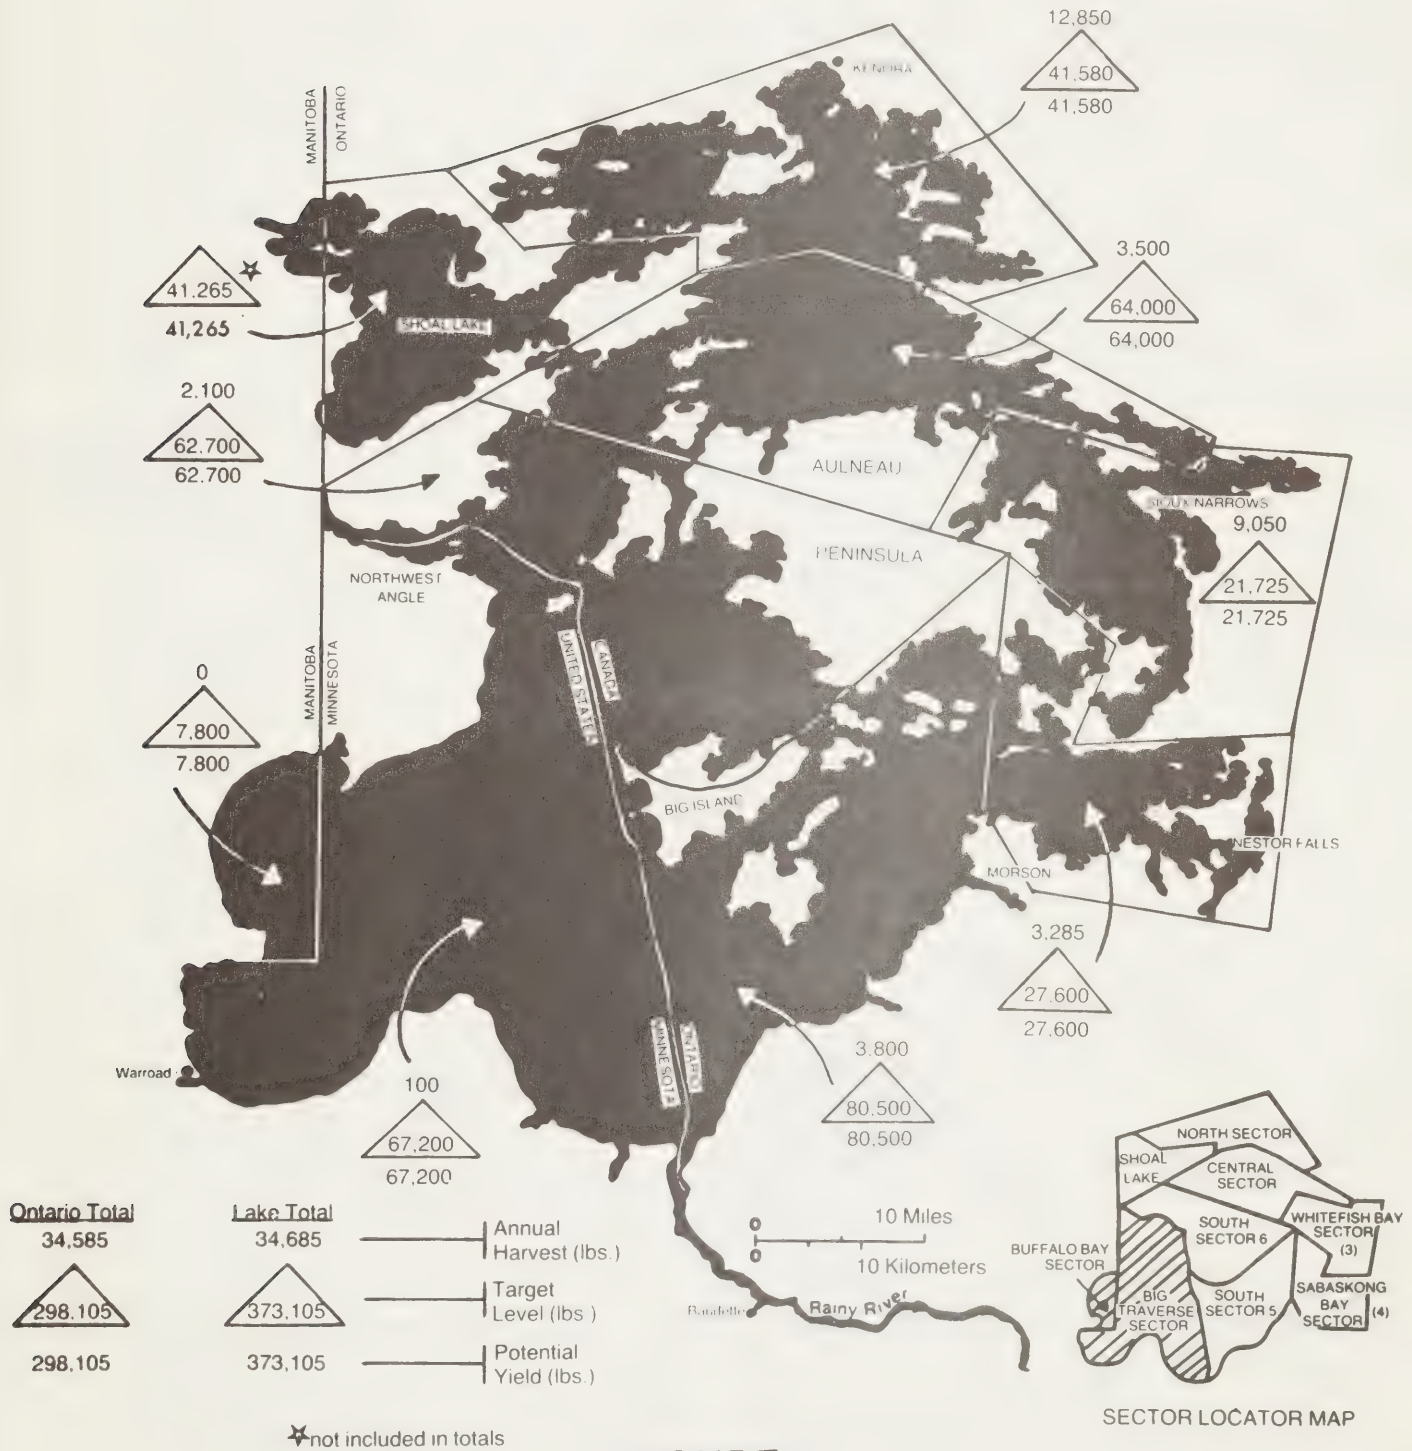 12,850
41.580
41,580
KENORA
MANITOBA
ONTARIO
3.500
64,000
64,000
41.265
41,265
SHOAL LAKE
2.100
62.700
62.700
AULNEAU
PENINSULA
SIOUX NARROWS
9,050
21,725
21.725
NORTHWEST
ANGLE
UNITED STATES
CANADA
MANITOBA
MINNESOTA
0
7.800
7.800
BIG ISLAND
NESTOR FALLS
MORSON
3.285
27.600
27.600
MINNESOTA
ONTARIO
3.800
80,500
80,500
Warroad
100
67,200
67,200
Ontario Total
34,585
298,105
298,105
Lake Total
34,685
373,105
373,105
Annual
Harvest (lbs.)
Target
Level (lbs.)
Potential
Yield (lbs.)
☆not included in totals
0
10 Miles
0
10 Kilometers
Baudette
Rainy River
NORTH SECTOR
SHOAL
LAKE
CENTRAL
SECTOR
SOUTH
SECTOR 6
WHITEFISH BAY
SECTOR
(3)
BUFFALO BAY
SECTOR
BIG
TRAVERSE
SECTOR
SOUTH
SECTOR 5
SABASKONG
BAY
SECTOR (4)
SECTOR LOCATOR MAP